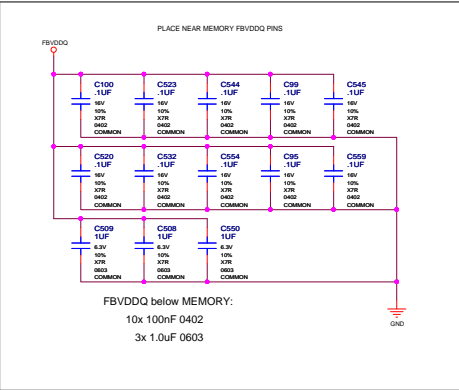 PLACE NEAR MEMORY FBVDDQ PINS
FBVDDQ
C100 C523 C544 C99 C545
.1UF .1UF .1UF .1UF .1UF
16V 16V 16V 16V 16V
10% 10% 10% 10% 10%
X7R X7R X7R X7R X7R
0402 0402 0402 0402 0402
COMMON COMMON COMMON COMMON COMMON
C520 C532 C554 C95 C559
.1UF .1UF .1UF .1UF .1UF
16V 16V 16V 16V 16V
10% 10% 10% 10% 10%
X7R X7R X7R X7R X7R
0402 0402 0402 0402 0402
COMMON COMMON COMMON COMMON COMMON
C509 C508 C550
1UF 1UF 1UF
6.3V 6.3V 6.3V
10% 10% 10%
X7R X7R X7R
0603 0603 0603
COMMON COMMON COMMON
FBVDDQ below MEMORY:
10x 100nF 0402
3x 1.0uF 0603
GND